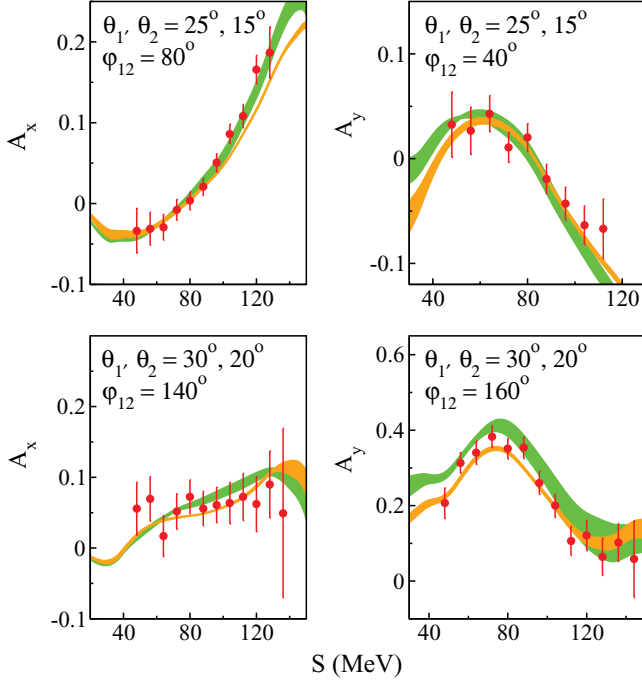 θ₁, θ₂ = 25°, 15°
φ₁₂ = 80°
Aₓ
0.2
0.1
0
-0.1
40 80 120
θ₁, θ₂ = 25°, 15°
φ₁₂ = 40°
A_y
0.1
0
-0.1
40 80 120
θ₁, θ₂ = 30°, 20°
φ₁₂ = 140°
Aₓ
0.2
0.1
0
-0.1
40 80 120
θ₁, θ₂ = 30°, 20°
φ₁₂ = 160°
A_y
0.6
0.4
0.2
0
40 80 120
S (MeV)